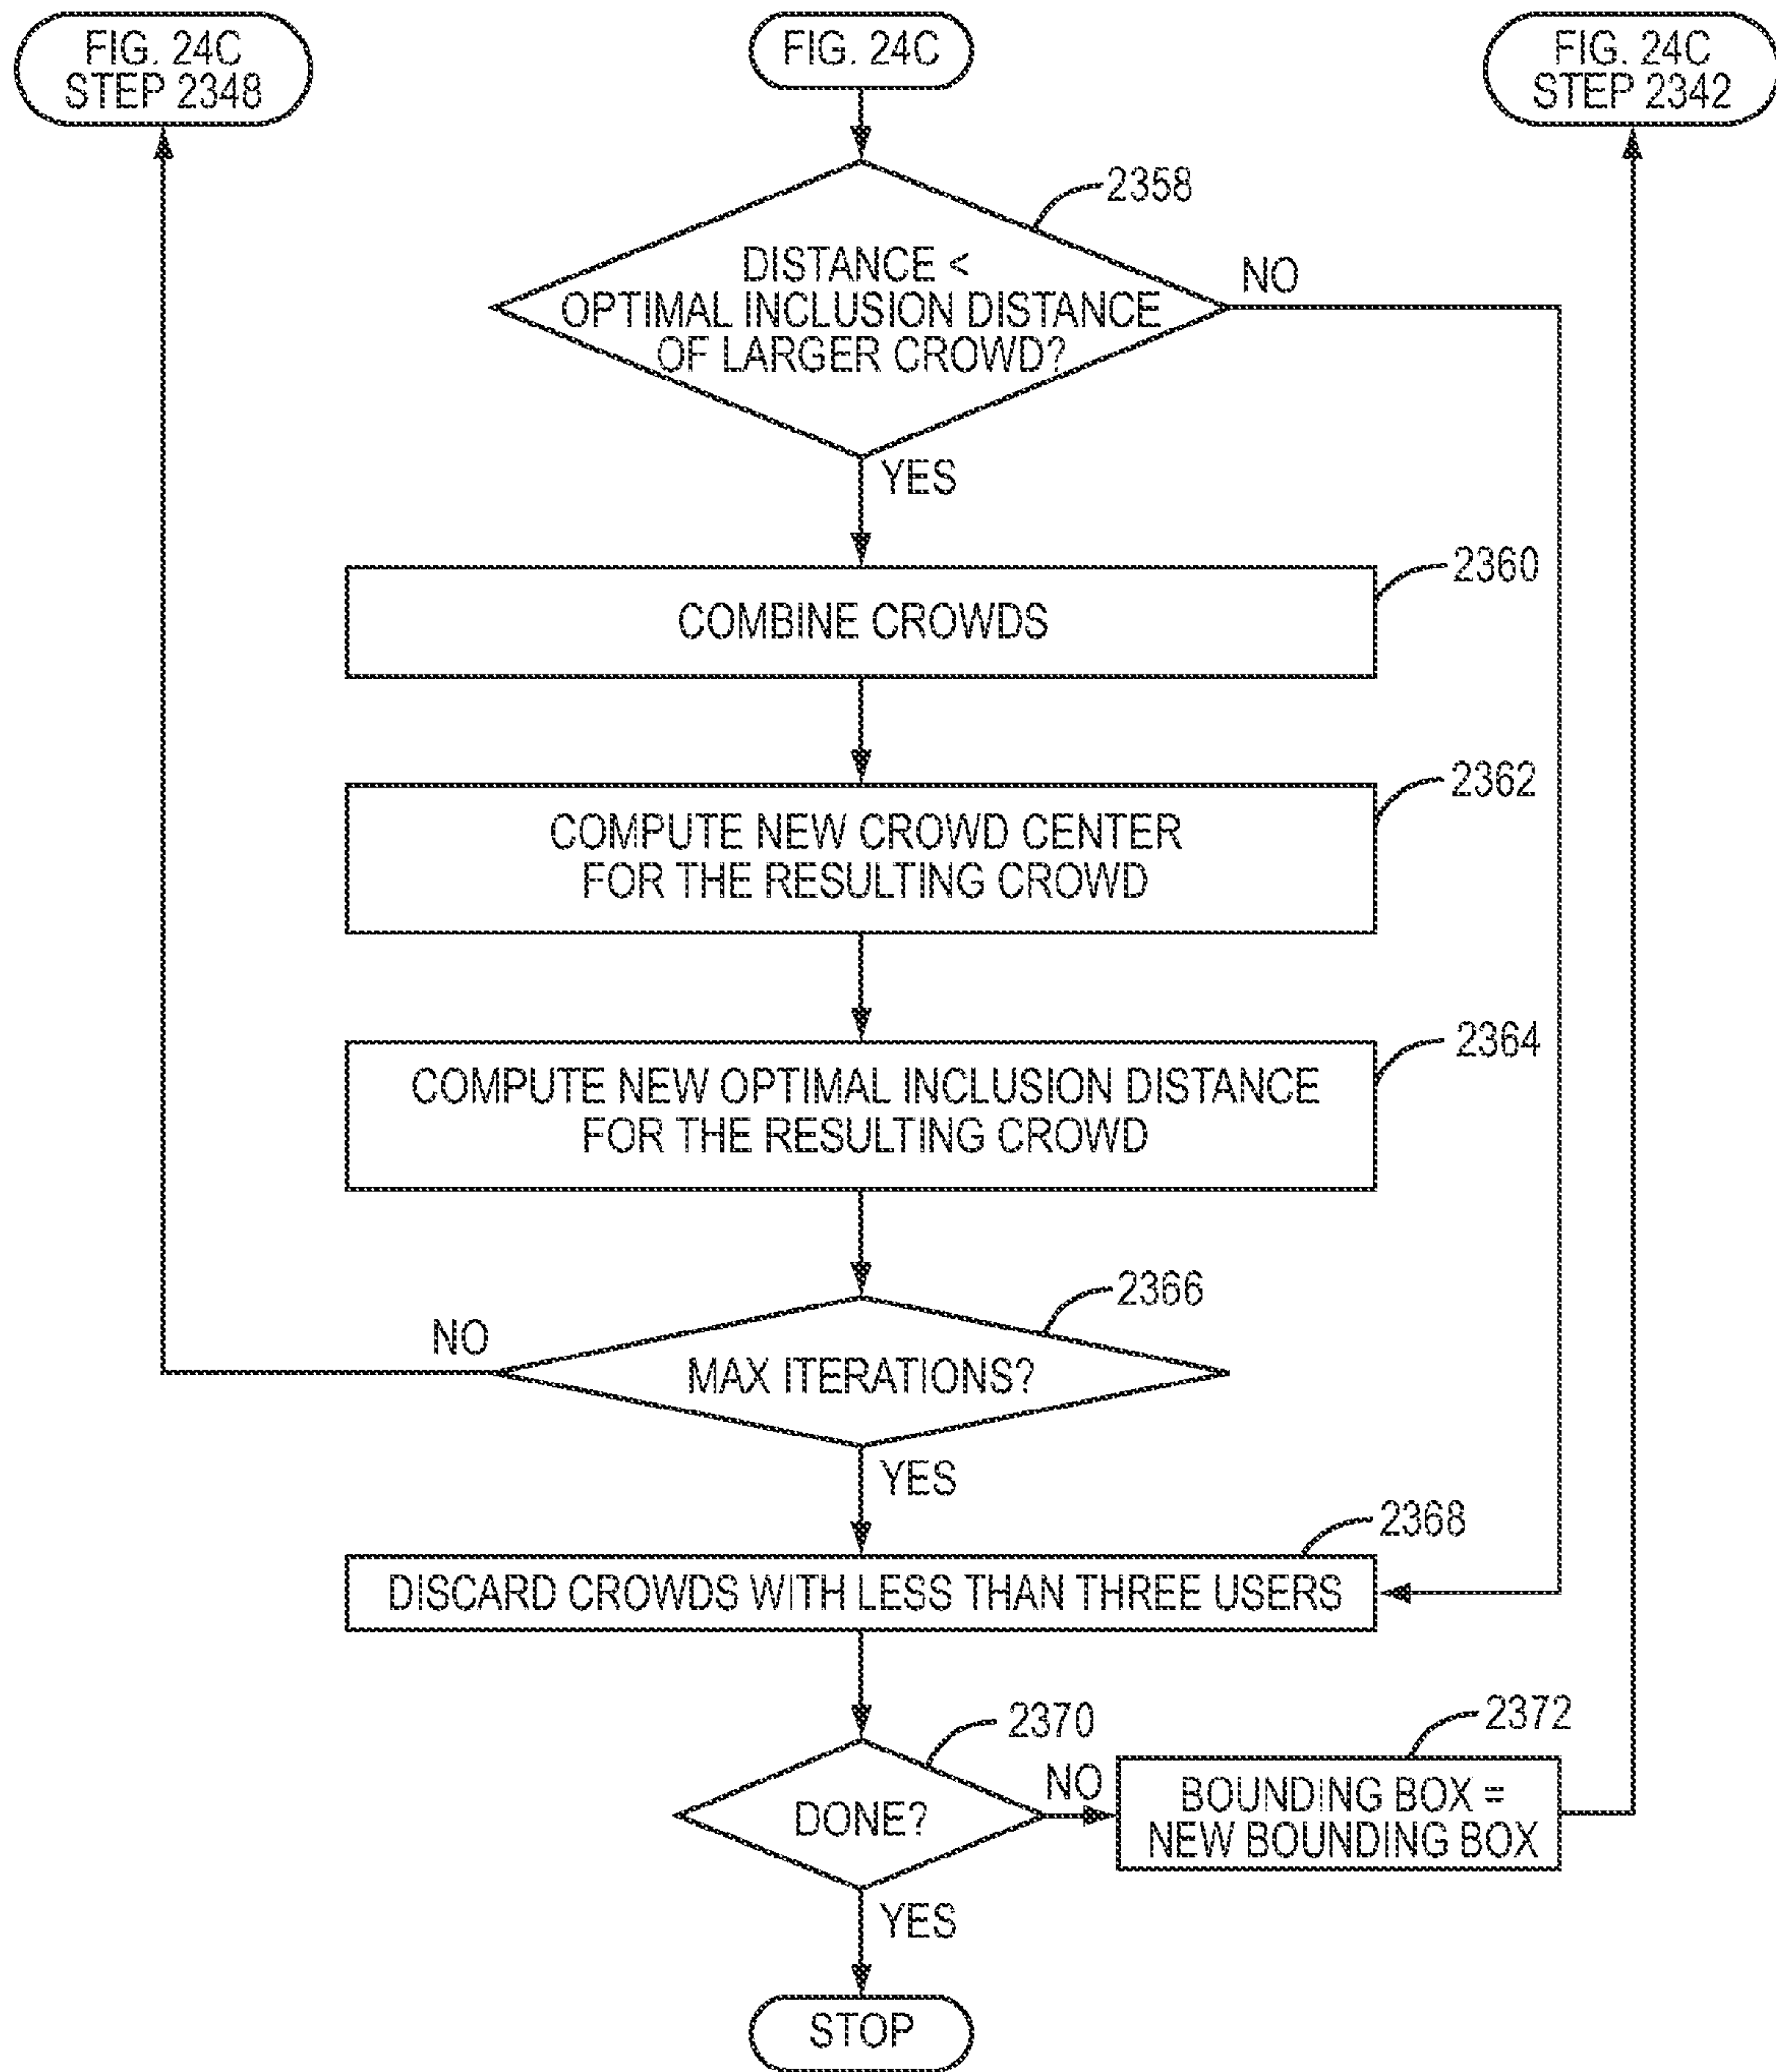 FIG. 24C
STEP 2348
FIG. 24C
FIG. 24C
STEP 2342
2358
DISTANCE <
OPTIMAL INCLUSION DISTANCE
OF LARGER CROWD?
NO
YES
2360
COMBINE CROWDS
2362
COMPUTE NEW CROWD CENTER
FOR THE RESULTING CROWD
2364
COMPUTE NEW OPTIMAL INCLUSION DISTANCE
FOR THE RESULTING CROWD
2366
NO
MAX ITERATIONS?
YES
2368
DISCARD CROWDS WITH LESS THAN THREE USERS
2370
2372
DONE?
NO
BOUNDING BOX =
NEW BOUNDING BOX
YES
STOP